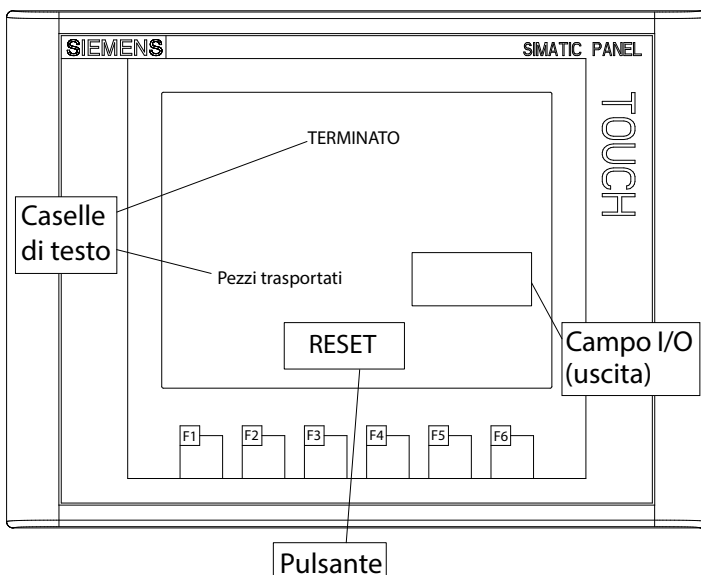 SIEMENS
SIMATIC PANEL
TOUCH
TERMINATO
Caselle
di testo
Pezzi trasportati
RESET
Campo I/O
(uscita)
F1 F2 F3 F4 F5 F6
Pulsante